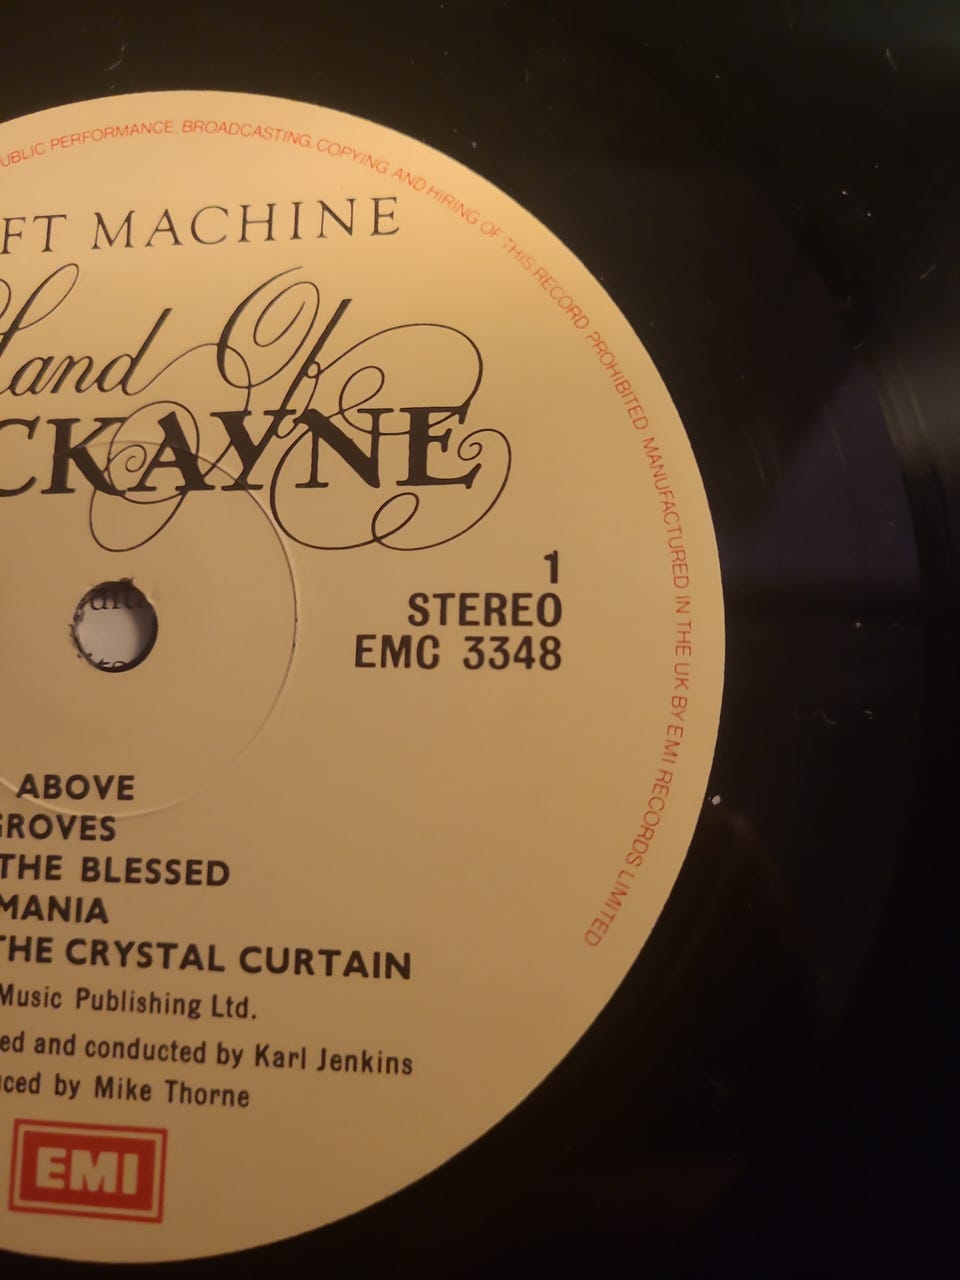 PUBLIC PERFORMANCE. BROADCASTING. COPYING AND HIRING OF THIS RECORD PROHIBITED MANUFACTURED IN THE UK BY EMI RECORDS LIMITED
FT MACHINE
Land Of
CKAYNE
1
STEREO
EMC 3348
ABOVE
GROVES
THE BLESSED
MANIA
THE CRYSTAL CURTAIN
Music Publishing Ltd.
ed and conducted by Karl Jenkins
ced by Mike Thorne
EMI